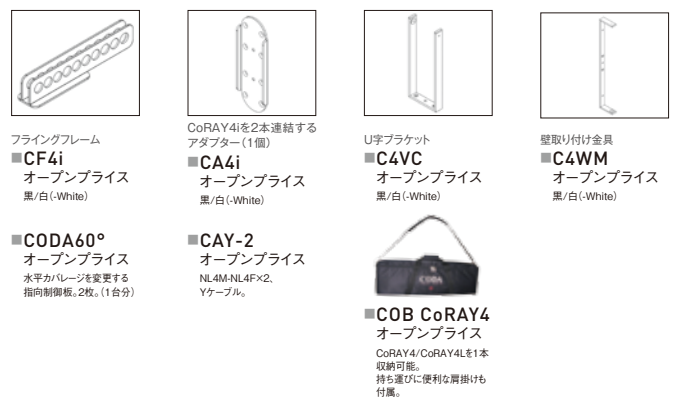 フライングフレーム
■CF4i
オープンプライス
黒/白(-White)
CoRAY4iを2本連結する
アダプター(1個)
■CA4i
オープンプライス
黒/白(-White)
U字ブラケット
■C4VC
オープンプライス
黒/白(-White)
壁取り付け金具
■C4WM
オープンプライス
黒/白(-White)
■CODA60°
オープンプライス
水平カバレージを変更する
指向制御板。2枚。(1台分)
■CAY-2
オープンプライス
NL4M-NL4F×2、
Yケーブル。
CODA
■COB CoRAY4
オープンプライス
CoRAY4/CoRAY4Lを1本
収納可能。
持ち運びに便利な肩掛けも
付属。